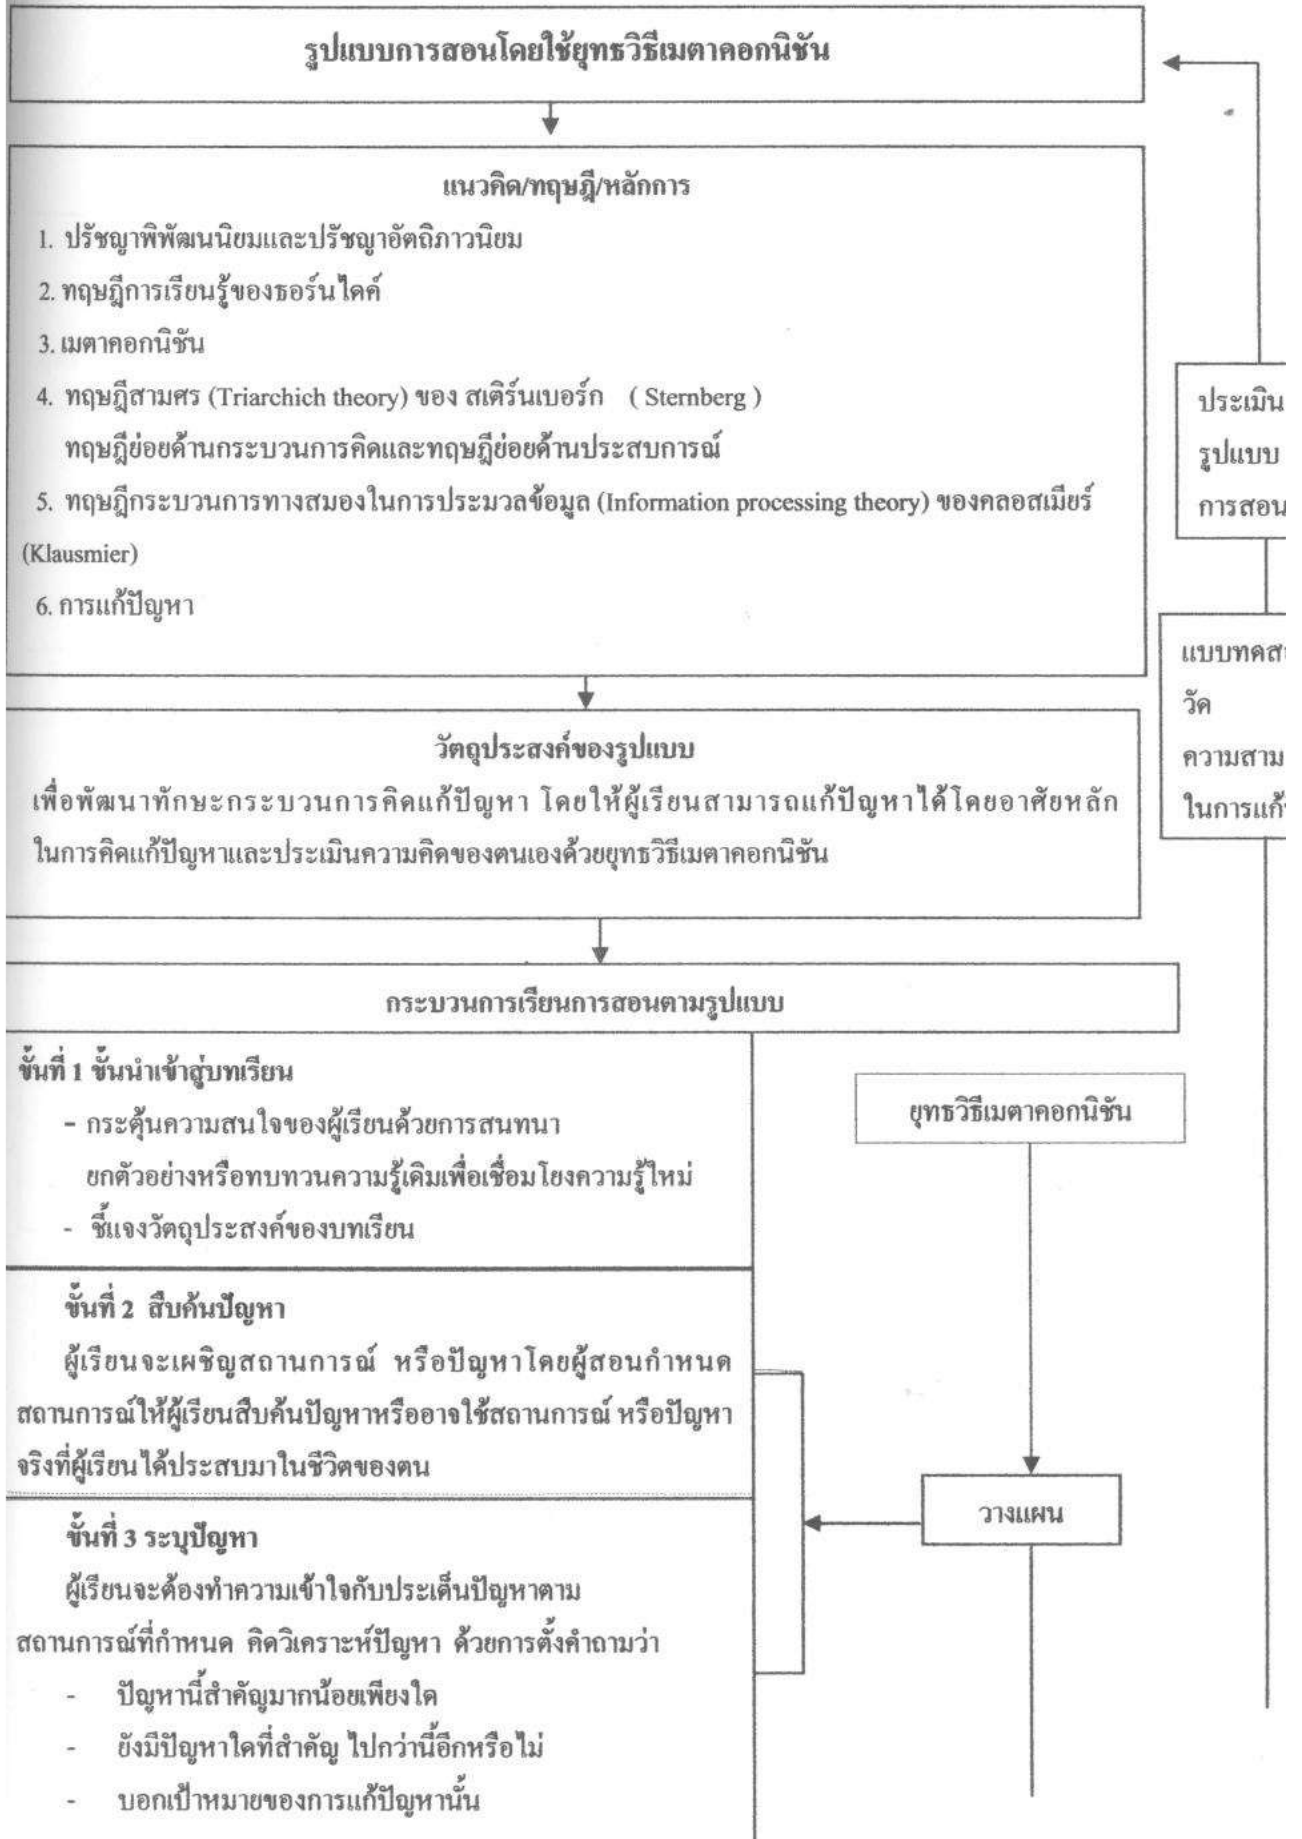 รูปแบบการสอนโดยใช้ยุทธวิธีเมตาคอกนิชัน
แนวคิด/ทฤษฎี/หลักการ
1. ปรัชญาพิพัฒนนิยมและปรัชญาอัตถิภาวนิยม
2. ทฤษฎีการเรียนรู้ของธอร์นไดค์
3. เมตาคอกนิชัน
4. ทฤษฎีสามศร (Triarchich theory) ของ สเติร์นเบอร์ก ( Sternberg )
ทฤษฎีย่อยด้านกระบวนการคิดและทฤษฎีย่อยด้านประสบการณ์
5. ทฤษฎีกระบวนการทางสมองในการประมวลข้อมูล (Information processing theory) ของคลอสเมียร์
(Klausmier)
6. การแก้ปัญหา
ประเมิน
รูปแบบ
การสอน
แบบทดส
วัด
ความสาม
ในการแก้
วัตถุประสงค์ของรูปแบบ
เพื่อพัฒนาทักษะกระบวนการคิดแก้ปัญหา โดยให้ผู้เรียนสามารถแก้ปัญหาได้โดยอาศัยหลัก
ในการคิดแก้ปัญหาและประเมินความคิดของตนเองด้วยยุทธวิธีเมตาคอกนิชัน
กระบวนการเรียนการสอนตามรูปแบบ
ขั้นที่ 1 ขั้นนำเข้าสู่บทเรียน
- กระตุ้นความสนใจของผู้เรียนด้วยการสนทนา
ยกตัวอย่างหรือทบทวนความรู้เดิมเพื่อเชื่อมโยงความรู้ใหม่
- ชี้แจงวัตถุประสงค์ของบทเรียน
ยุทธวิธีเมตาคอกนิชัน
ขั้นที่ 2 สืบค้นปัญหา
ผู้เรียนจะเผชิญสถานการณ์ หรือปัญหาโดยผู้สอนกำหนด
สถานการณ์ให้ผู้เรียนสืบค้นปัญหาหรืออาจใช้สถานการณ์ หรือปัญหา
จริงที่ผู้เรียนได้ประสบมาในชีวิตของตน
วางแผน
ขั้นที่ 3 ระบุปัญหา
ผู้เรียนจะต้องทำความเข้าใจกับประเด็นปัญหาตาม
สถานการณ์ที่กำหนด คิดวิเคราะห์ปัญหา ด้วยการตั้งคำถามว่า
- ปัญหานี้สำคัญมากน้อยเพียงใด
- ยังมีปัญหาใดที่สำคัญ ไปกว่านี้อีกหรือไม่
- บอกเป้าหมายของการแก้ปัญหานั้น